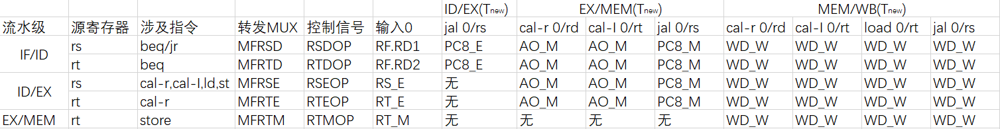 ID/EX(Tnew) EX/MEM(Tnew) MEM/WB(Tnew)
流水级 源寄存器 涉及指令 转发MUX 控制信号 输入0 jal 0/rs cal-r 0/rd cal-I 0/rt jal 0/rs cal-r 0/rd cal-I 0/rt load 0/rt jal 0/rs
IF/ID rs beq/jr MFRSD RSDOP RF.RD1 PC8_E AO_M AO_M PC8_M WD_W WD_W WD_W WD_W
rt beq MFRTD RTDOP RF.RD2 PC8_E AO_M AO_M PC8_M WD_W WD_W WD_W WD_W
ID/EX rs cal-r,cal-I,ld,st MFRSE RSEOP RS_E 无 AO_M AO_M PC8_M WD_W WD_W WD_W WD_W
rt cal-r MFRTE RTEOP RT_E 无 AO_M AO_M PC8_M WD_W WD_W WD_W WD_W
EX/MEM rt store MFRTM RTMOP RT_M 无 无 无 无 WD_W WD_W WD_W WD_W